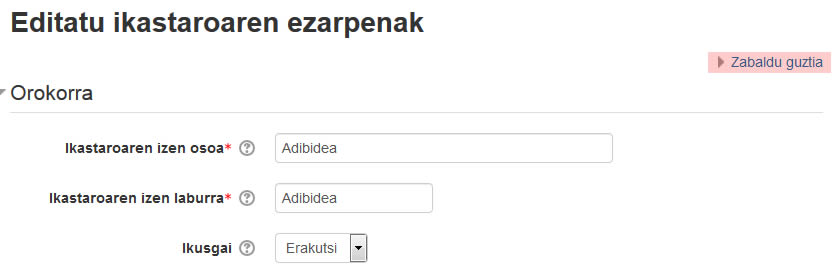 Editatu ikastaroaren ezarpenak
Zabaldu guztia
Orokorra
Ikastaroaren izen osoa* Adibidea
Ikastaroaren izen laburra* Adibidea
Ikusgai Erakutsi